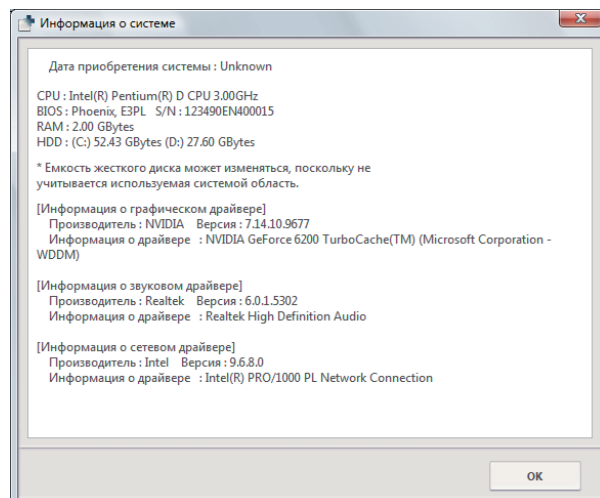 Информация о системе
Дата приобретения системы : Unknown
CPU : Intel(R) Pentium(R) D CPU 3.00GHz
BIOS : Phoenix, E3PL S/N : 123490EN400015
RAM : 2.00 GBytes
HDD : (C:) 52.43 GBytes (D:) 27.60 GBytes
* Емкость жесткого диска может изменяться, поскольку не
учитывается используемая системой область.
[Информация о графическом драйвере]
Производитель : NVIDIA Версия : 7.14.10.9677
Информация о драйвере : NVIDIA GeForce 6200 TurboCache(TM) (Microsoft Corporation -
WDDM)
[Информация о звуковом драйвере]
Производитель : Realtek Версия : 6.0.1.5302
Информация о драйвере : Realtek High Definition Audio
[Информация о сетевом драйвере]
Производитель : Intel Версия : 9.6.8.0
Информация о драйвере : Intel(R) PRO/1000 PL Network Connection
OK